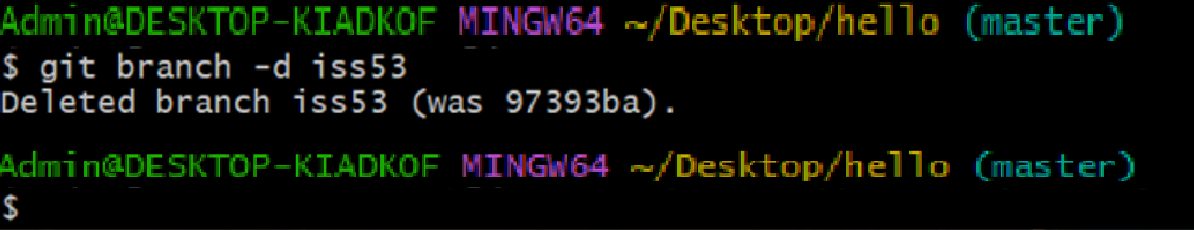 Admin@DESKTOP-KIADKOF MINGW64 ~/Desktop/hello (master)
$ git branch -d iss53
Deleted branch iss53 (was 97393ba).
Admin@DESKTOP-KIADKOF MINGW64 ~/Desktop/hello (master)
$